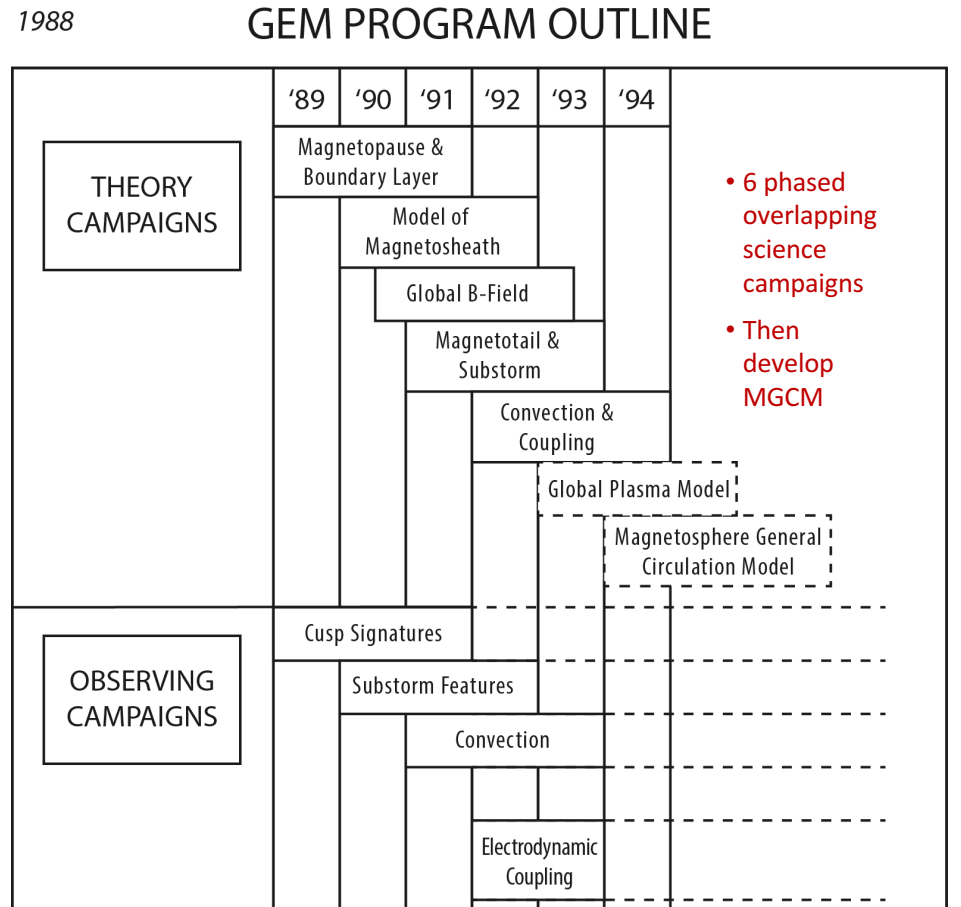 1988
GEM PROGRAM OUTLINE
‘89 ‘90 ‘91 ‘92 ‘93 ‘94
THEORY
CAMPAIGNS
Magnetopause &
Boundary Layer
Model of
Magnetosheath
Global B-Field
Magnetotail &
Substorm
Convection &
Coupling
Global Plasma Model
Magnetosphere General
Circulation Model
• 6 phased
overlapping
science
campaigns
• Then
develop
MGCM
OBSERVING
CAMPAIGNS
Cusp Signatures
Substorm Features
Convection
Electrodynamic
Coupling